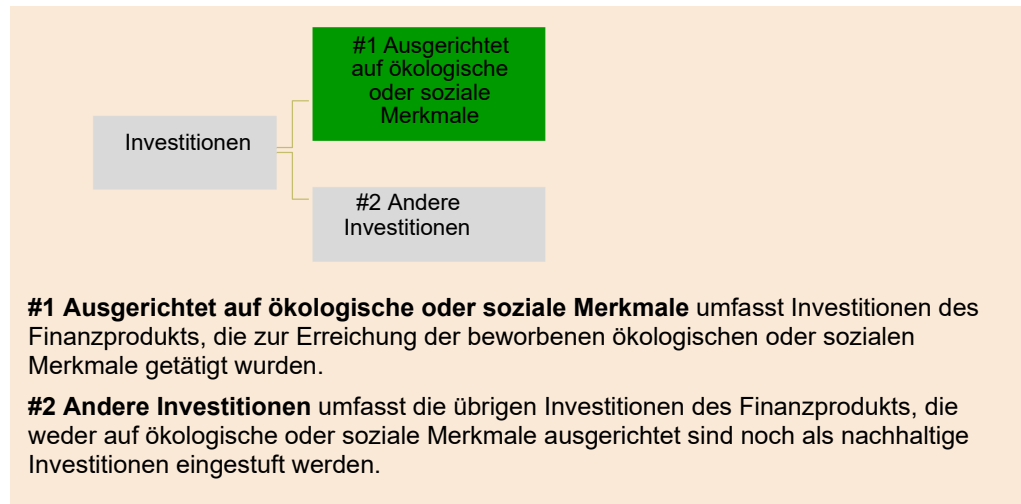 #1 Ausgerichtet
auf ökologische
oder soziale
Merkmale
Investitionen
#2 Andere
Investitionen
#1 Ausgerichtet auf ökologische oder soziale Merkmale umfasst Investitionen des
Finanzprodukts, die zur Erreichung der beworbenen ökologischen oder sozialen
Merkmale getätigt wurden.
#2 Andere Investitionen umfasst die übrigen Investitionen des Finanzprodukts, die
weder auf ökologische oder soziale Merkmale ausgerichtet sind noch als nachhaltige
Investitionen eingestuft werden.